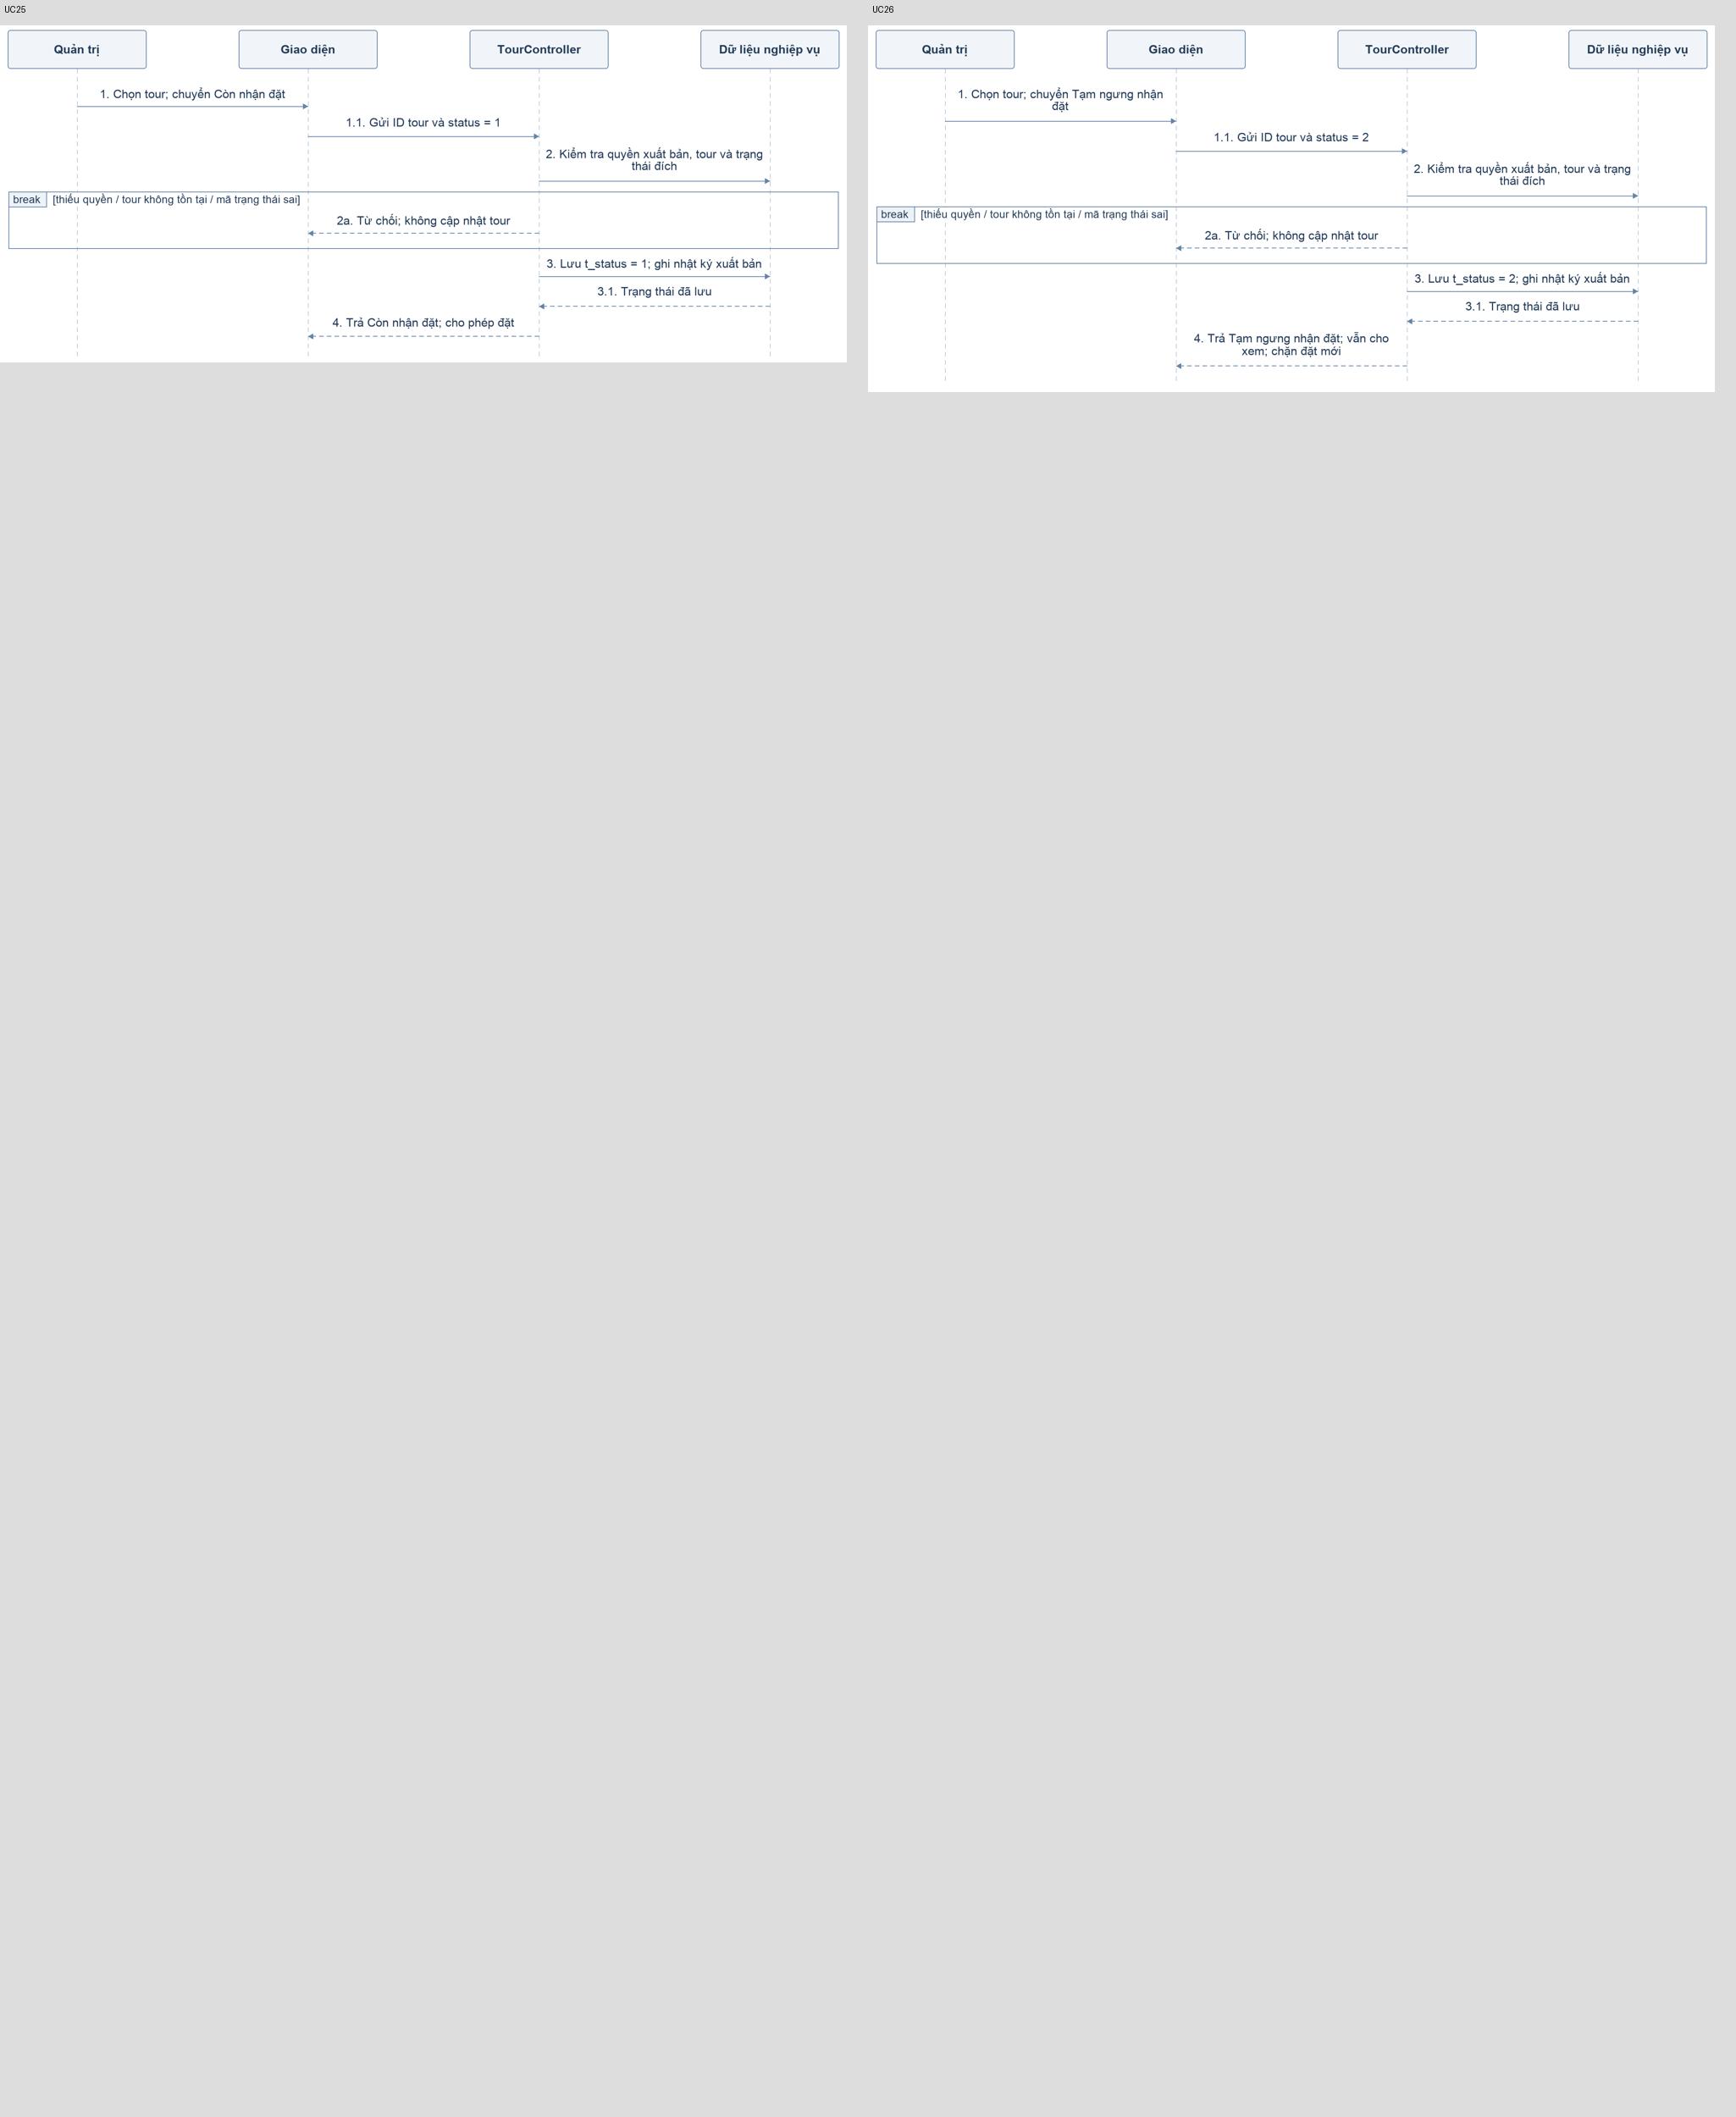 UC25
Quản trị
Giao diện
TourController
Dữ liệu nghiệp vụ
1. Chọn tour; chuyển Còn nhận đặt
1.1. Gửi ID tour và status = 1
2. Kiểm tra quyền xuất bản, tour và trạng
thái đích
break [thiếu quyền / tour không tồn tại / mã trạng thái sai]
2a. Từ chối; không cập nhật tour
3. Lưu t_status = 1; ghi nhật ký xuất bản
3.1. Trạng thái đã lưu
4. Trả Còn nhận đặt; cho phép đặt
UC26
Quản trị
Giao diện
TourController
Dữ liệu nghiệp vụ
1. Chọn tour; chuyển Tạm ngưng nhận
đặt
1.1. Gửi ID tour và status = 2
2. Kiểm tra quyền xuất bản, tour và trạng
thái đích
break [thiếu quyền / tour không tồn tại / mã trạng thái sai]
2a. Từ chối; không cập nhật tour
3. Lưu t_status = 2; ghi nhật ký xuất bản
3.1. Trạng thái đã lưu
4. Trả Tạm ngưng nhận đặt; vẫn cho
xem; chặn đặt mới